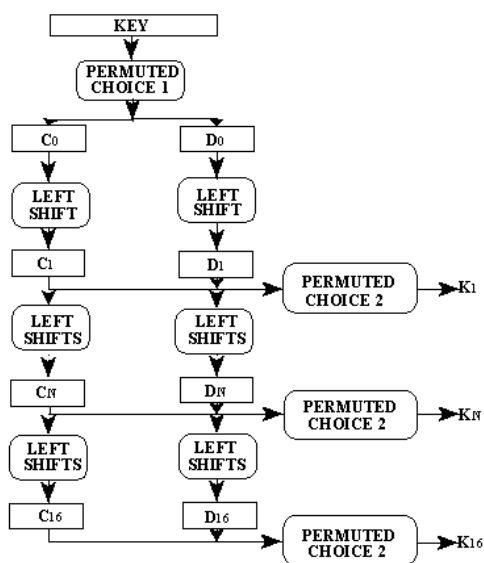 KEY
PERMUTED
CHOICE 1
C0
D0
LEFT
SHIFT
LEFT
SHIFT
C1
D1
PERMUTED
CHOICE 2
K1
LEFT
SHIFTS
LEFT
SHIFTS
CN
DN
PERMUTED
CHOICE 2
KN
LEFT
SHIFTS
LEFT
SHIFTS
C16
D16
PERMUTED
CHOICE 2
K16